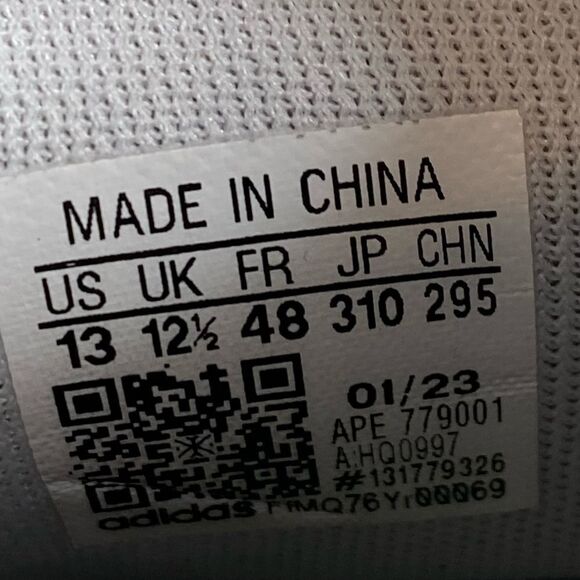 MADE IN CHINA
US UK FR JP CHN
13 12½ 48 310 295
01/23
APE 779001
A:HQ0997
#131779326
adidas